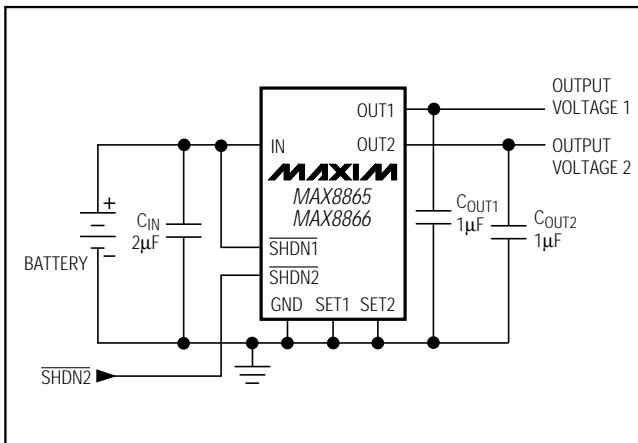 OUTPUT
VOLTAGE 1
OUT1
IN
OUT2
OUTPUT
VOLTAGE 2
MAXIM
MAX8865
MAX8866
+
CIN
2µF
COUT1
1µF
COUT2
1µF
SHDN1
–
BATTERY
SHDN2
GND SET1 SET2
SHDN2